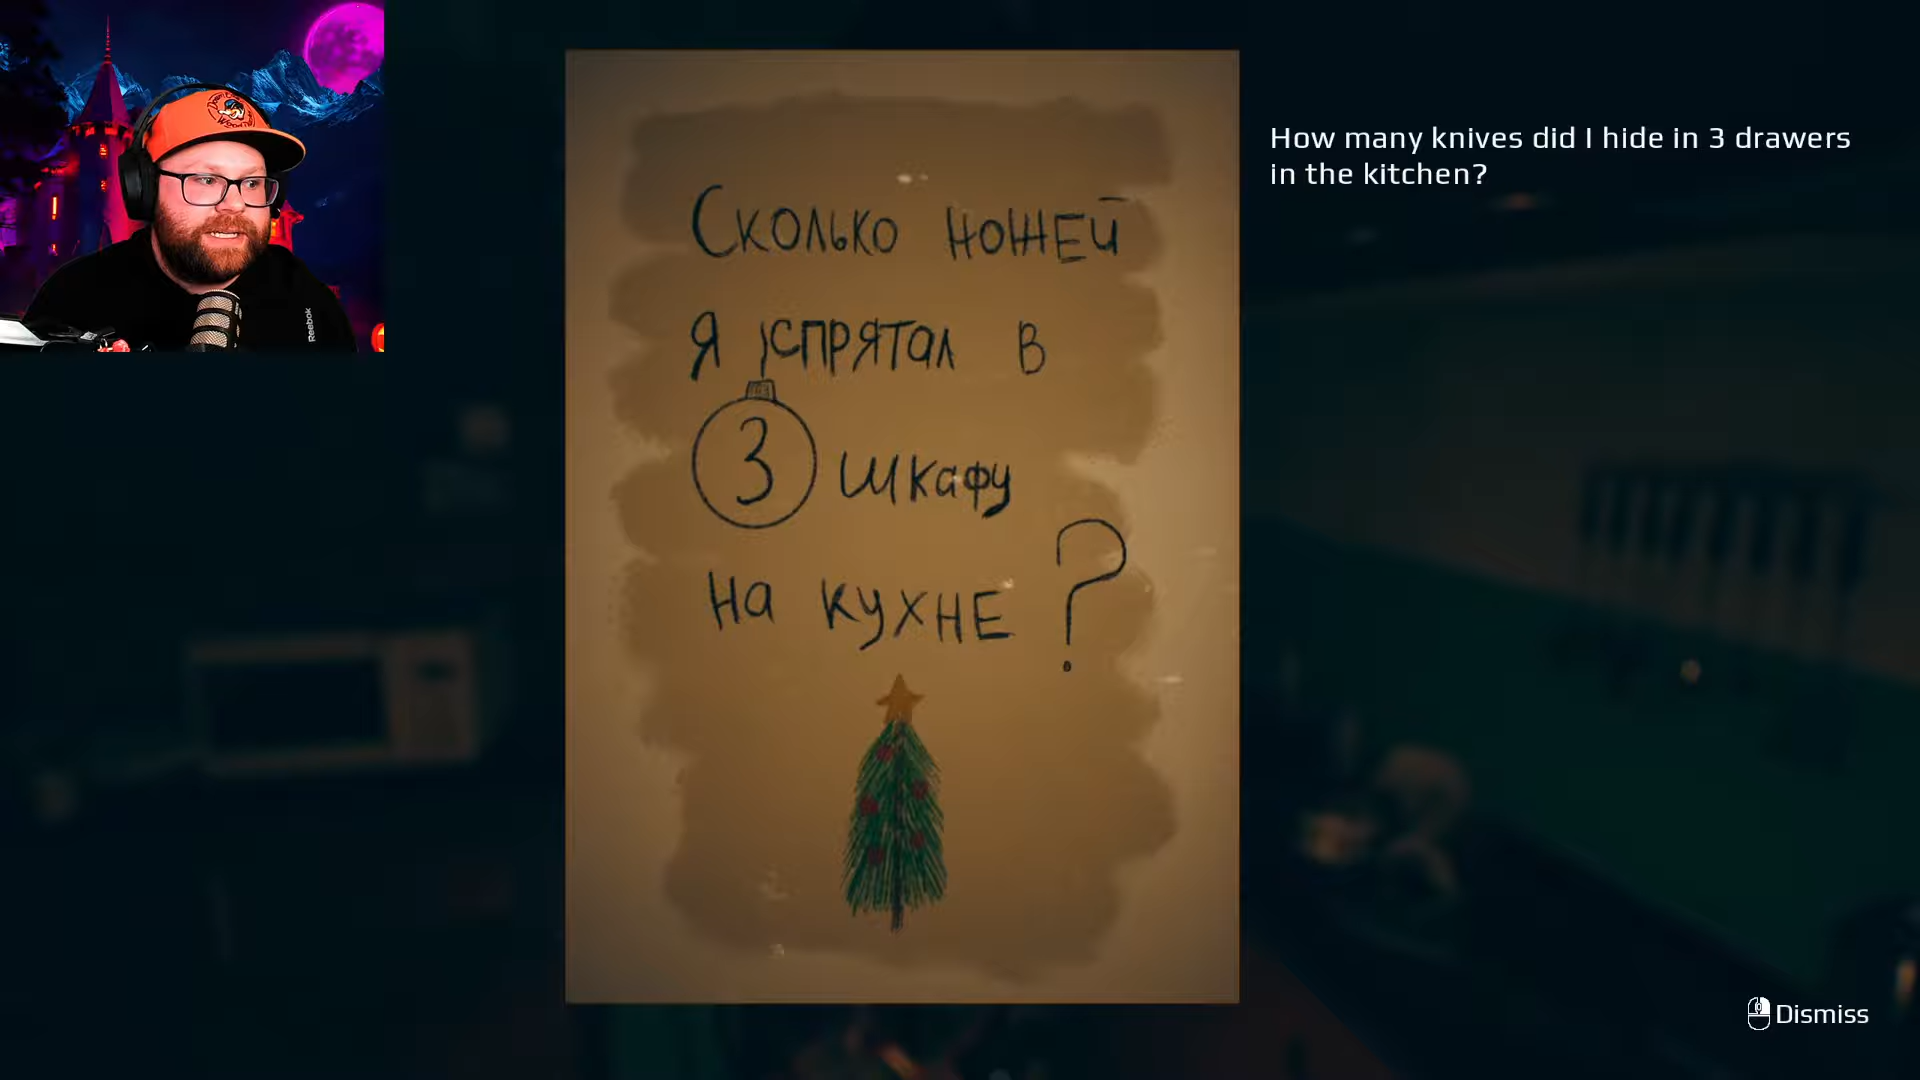 How many knives did I hide in 3 drawers
in the kitchen?
Сколько ножей
я спрятал в
3 шкафу
на кухне?
Reebok
Dismiss